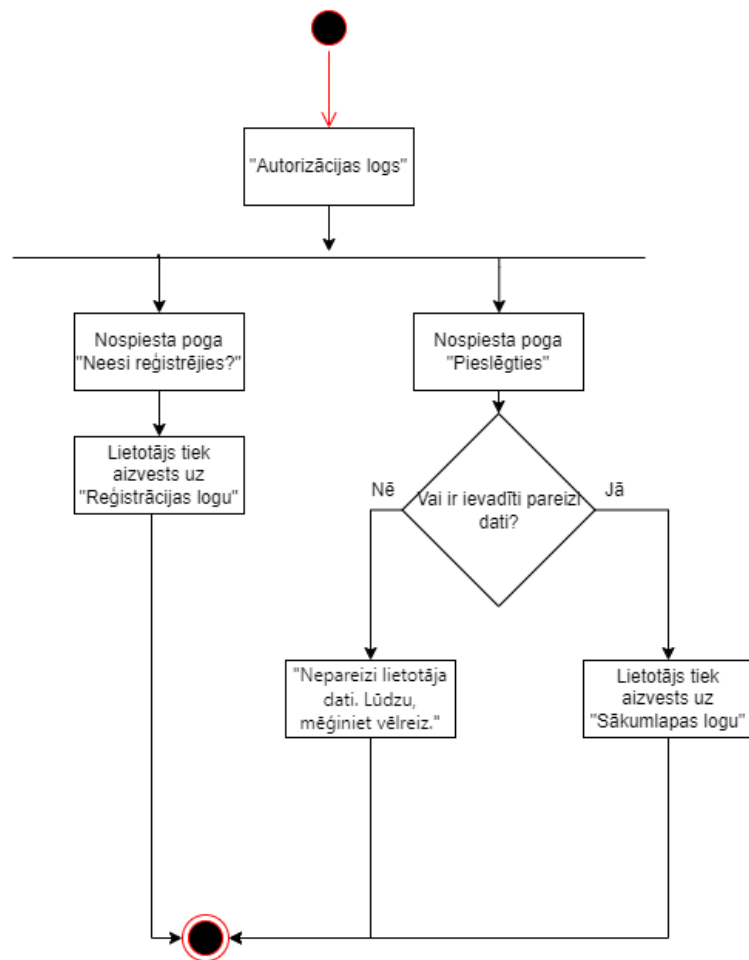 "Autorizācijas logs"
Nospiesta poga
"Neesi reģistrējies?"
Nospiesta poga
"Pieslēgties"
Lietotājs tiek
aizvests uz
"Reģistrācijas logu"
Nē
Vai ir ievadīti pareizi
dati?
Jā
"Nepareizi lietotāja
dati. Lūdzu,
mēģiniet vēlreiz."
Lietotājs tiek
aizvests uz
"Sākumlapas logu"